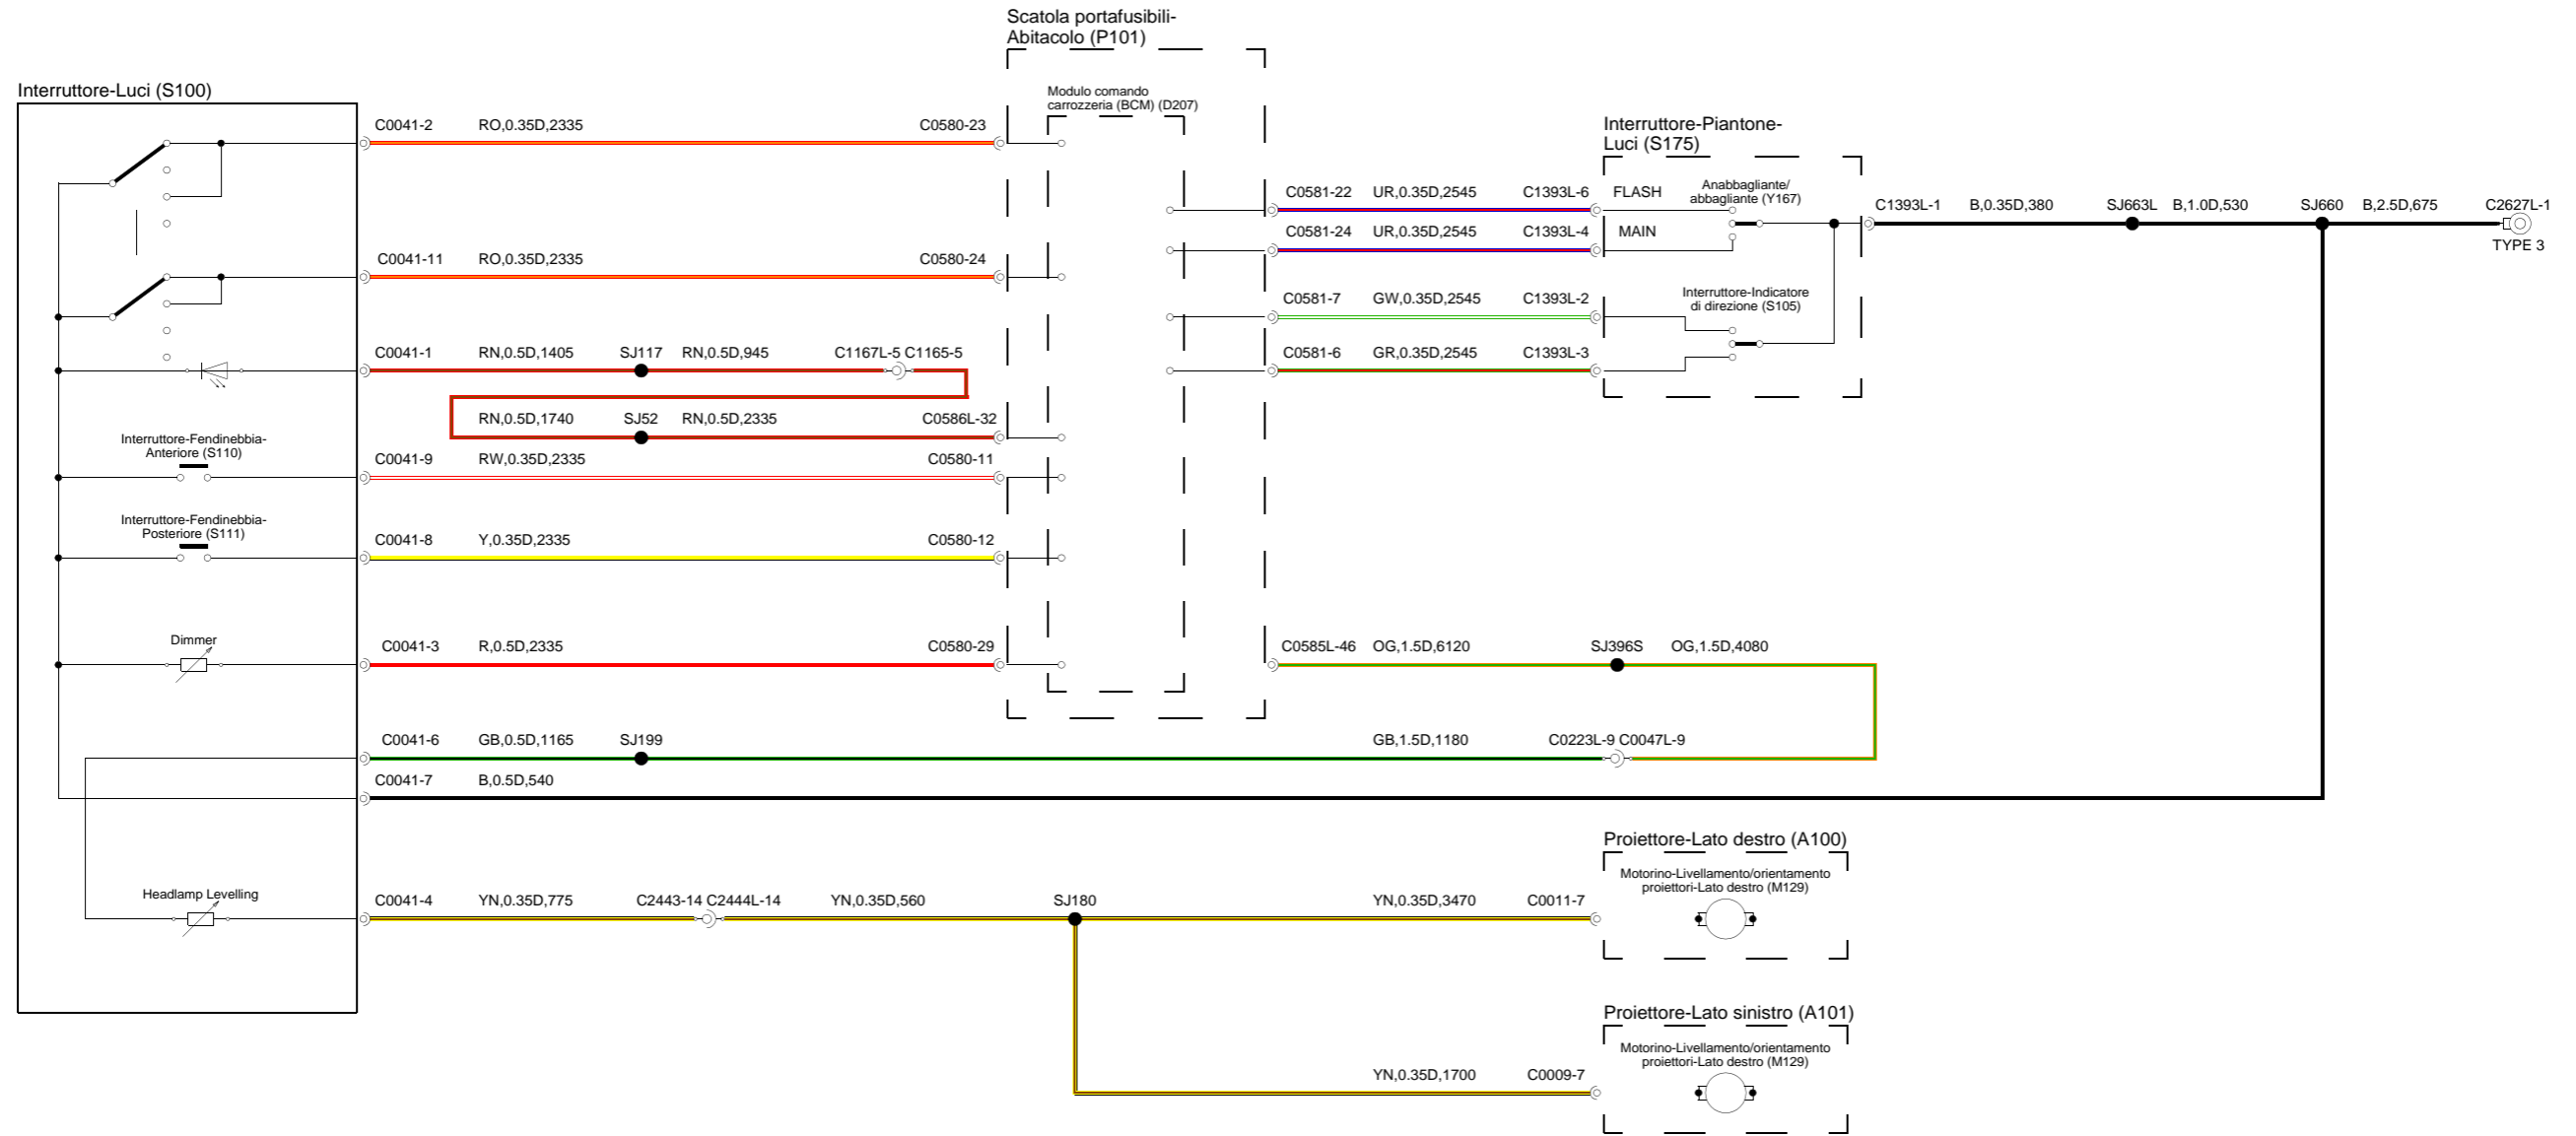 Scatola portafusibili-
Abitacolo (P101)
Interruttore-Luci (S100)
Modulo comando
carrozzeria (BCM) (D207)
C0041-2 RO,0.35D,2335 C0580-23
Interruttore-Piantone-
Luci (S175)
C0581-22 UR,0.35D,2545 C1393L-6 FLASH
Anabbagliante/
abbagliante (Y167)
C1393L-1 B,0.35D,380 SJ663L B,1.0D,530 SJ660 B,2.5D,675 C2627L-1
TYPE 3
C0581-24 UR,0.35D,2545 C1393L-4 MAIN
C0041-11 RO,0.35D,2335 C0580-24
C0581-7 GW,0.35D,2545 C1393L-2
Interruttore-Indicatore
di direzione (S105)
C0041-1 RN,0.5D,1405 SJ117 RN,0.5D,945 C1167L-5 C1165-5
C0581-6 GR,0.35D,2545 C1393L-3
RN,0.5D,1740 SJ52 RN,0.5D,2335 C0586L-32
Interruttore-Fendinebbia-
Anteriore (S110)
C0041-9 RW,0.35D,2335 C0580-11
Interruttore-Fendinebbia-
Posteriore (S111)
C0041-8 Y,0.35D,2335 C0580-12
Dimmer
C0041-3 R,0.5D,2335 C0580-29
C0585L-46 OG,1.5D,6120 SJ396S OG,1.5D,4080
C0041-6 GB,0.5D,1165 SJ199 GB,1.5D,1180 C0223L-9 C0047L-9
C0041-7 B,0.5D,540
Proiettore-Lato destro (A100)
Motorino-Livellamento/orientamento
proiettori-Lato destro (M129)
Headlamp Levelling
C0041-4 YN,0.35D,775 C2443-14 C2444L-14 YN,0.35D,560 SJ180 YN,0.35D,3470 C0011-7
Proiettore-Lato sinistro (A101)
Motorino-Livellamento/orientamento
proiettori-Lato destro (M129)
YN,0.35D,1700 C0009-7